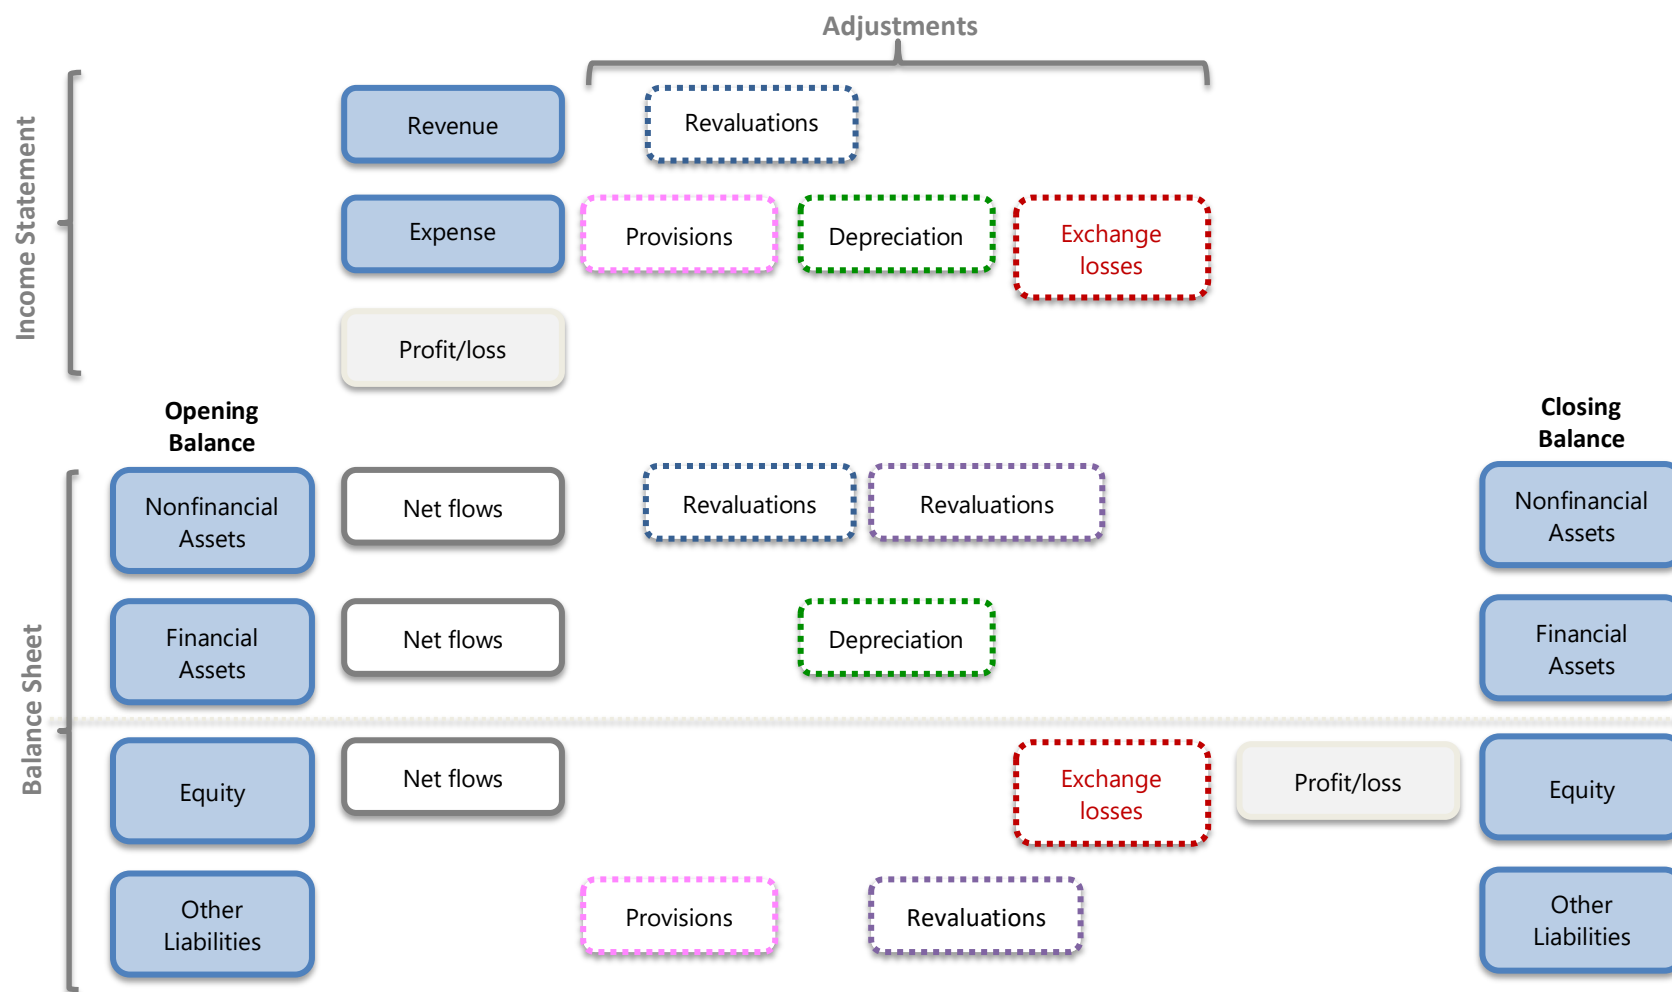 Adjustments
Income Statement
Revenue
Revaluations
Expense
Provisions
Depreciation
Exchange
losses
Profit/loss
Opening
Balance
Closing
Balance
Balance Sheet
Nonfinancial
Assets
Net flows
Revaluations
Revaluations
Nonfinancial
Assets
Financial
Assets
Net flows
Depreciation
Financial
Assets
Equity
Net flows
Exchange
losses
Profit/loss
Equity
Other
Liabilities
Provisions
Revaluations
Other
Liabilities